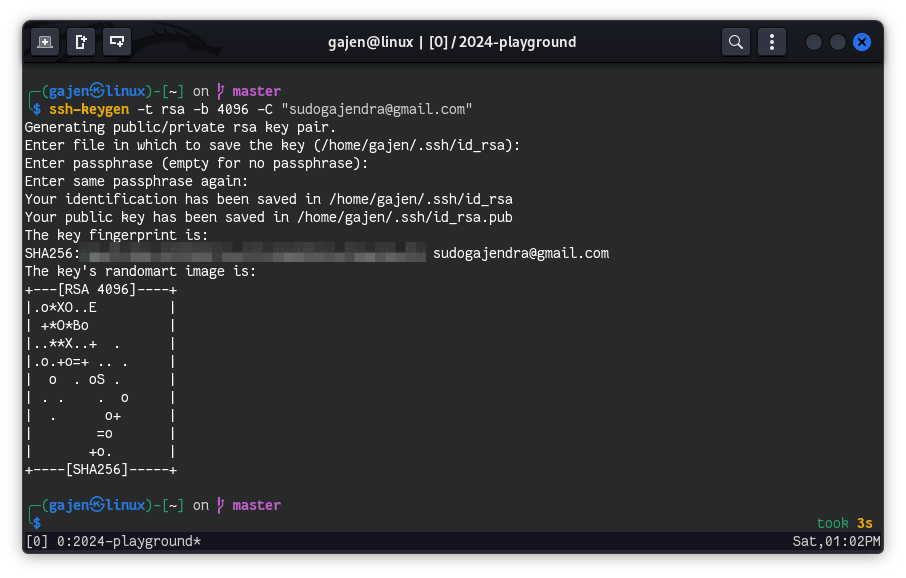 gajen@linux | [0] / 2024-playground
┌─(gajen㉿linux)-[~] on master
└$ ssh-keygen -t rsa -b 4096 -C "sudogajendra@gmail.com"
Generating public/private rsa key pair.
Enter file in which to save the key (/home/gajen/.ssh/id_rsa):
Enter passphrase (empty for no passphrase):
Enter same passphrase again:
Your identification has been saved in /home/gajen/.ssh/id_rsa
Your public key has been saved in /home/gajen/.ssh/id_rsa.pub
The key fingerprint is:
SHA256: sudogajendra@gmail.com
The key's randomart image is:
+---[RSA 4096]----+
|.o*XO..E         |
| +*O*Bo          |
|..**X..+  .      |
|.o.+o=+ .. .     |
|  o  . oS .      |
| . .    .  o     |
|  .      o+      |
|        =o       |
|       +o.       |
+----[SHA256]-----+
┌─(gajen㉿linux)-[~] on master
└$ took 3s
[0] 0:2024-playground* Sat,01:02PM